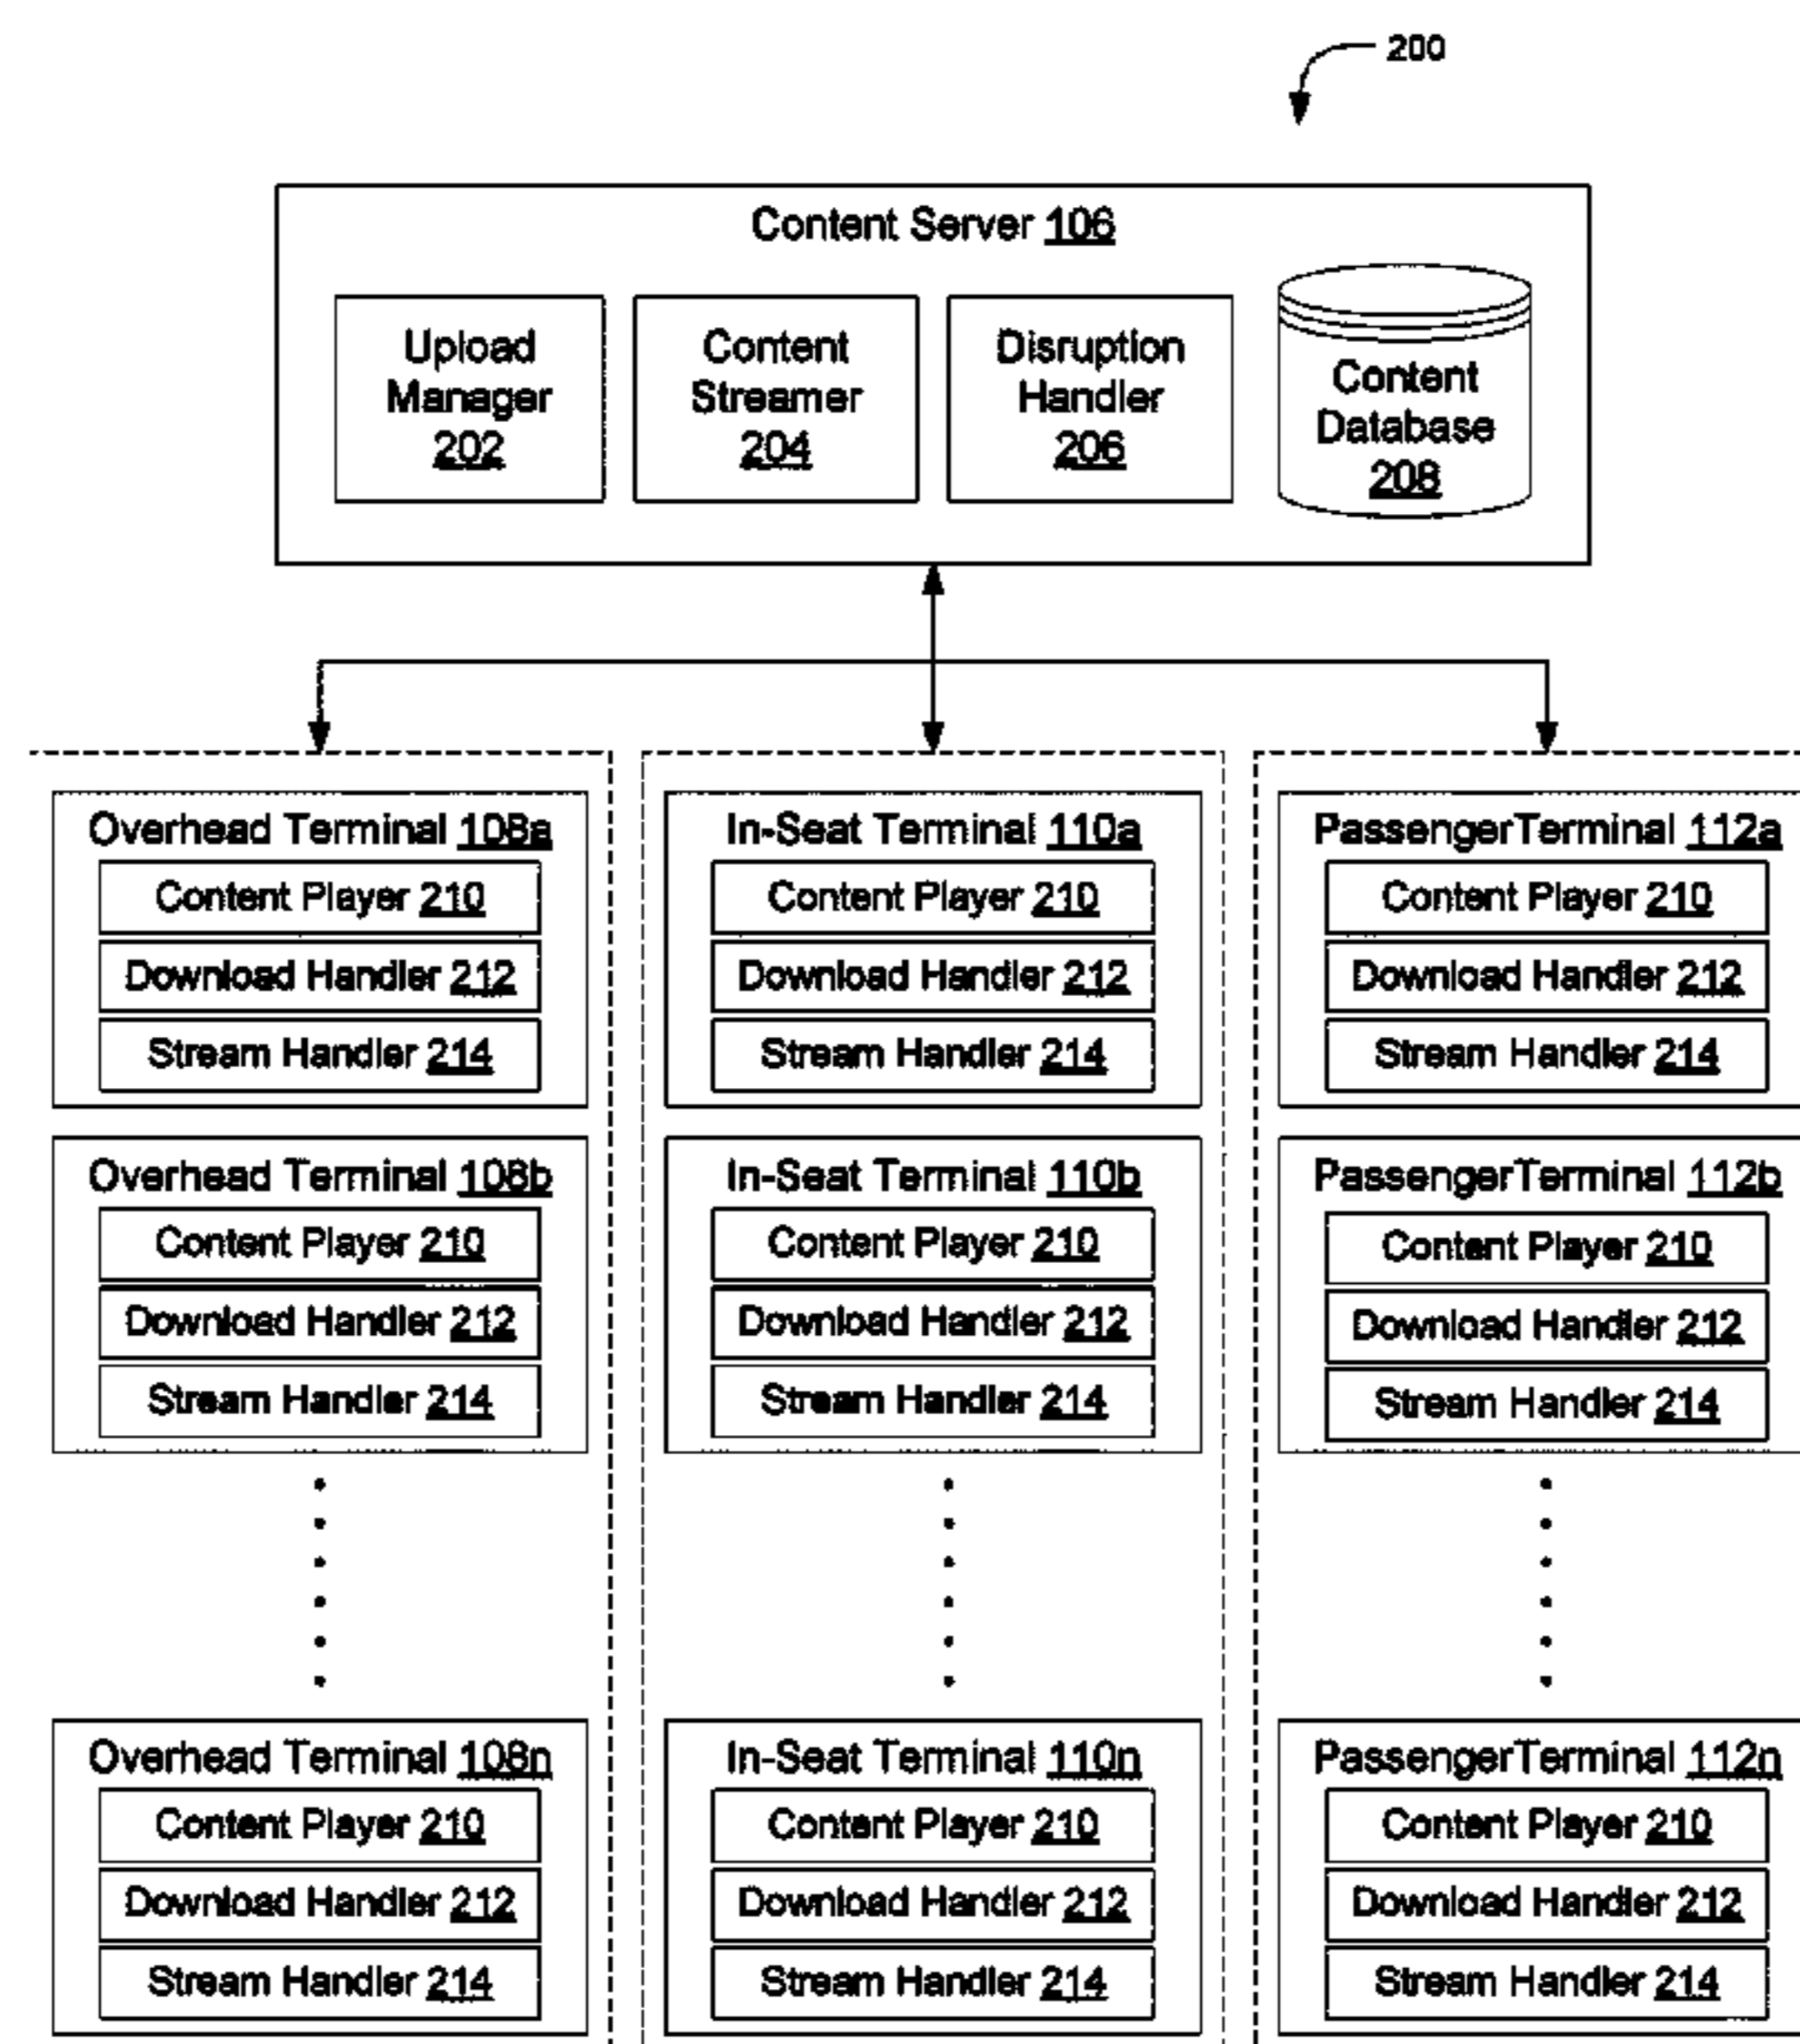 200
Content Server 106
Upload
Manager
202
Content
Streamer
204
Disruption
Handler
206
Content
Database
208
Overhead Terminal 108a
Content Player 210
Download Handler 212
Stream Handler 214
In-Seat Terminal 110a
Content Player 210
Download Handler 212
Stream Handler 214
PassengerTerminal 112a
Content Player 210
Download Handler 212
Stream Handler 214
Overhead Terminal 108b
Content Player 210
Download Handler 212
Stream Handler 214
In-Seat Terminal 110b
Content Player 210
Download Handler 212
Stream Handler 214
PassengerTerminal 112b
Content Player 210
Download Handler 212
Stream Handler 214
Overhead Terminal 108n
Content Player 210
Download Handler 212
Stream Handler 214
In-Seat Terminal 110n
Content Player 210
Download Handler 212
Stream Handler 214
PassengerTerminal 112n
Content Player 210
Download Handler 212
Stream Handler 214